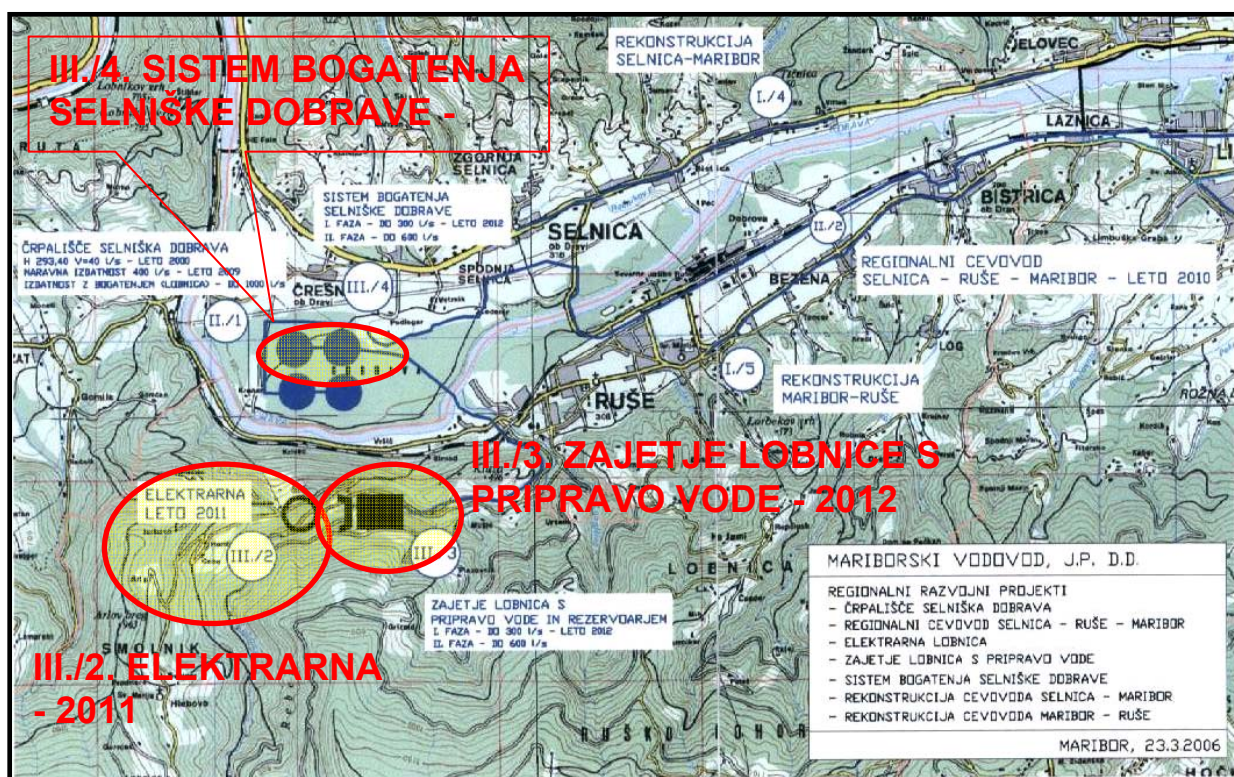 III./4. SISTEM BOGATENJA
SELNIŠKE DOBRAVE -
REKONSTRUKCIJA
SELNICA-MARIBOR
I./4
JELOVEC
LAZNICA
BISTRICA
ob Dravi
RUTA
ZGORNJA
SELNICA
SISTEM BOGATENJA
SELNIŠKE DOBRAVE
I. FAZA - DO 300 l/s - LETO 2012
II. FAZA - DO 600 l/s
SELNICA
ob Dravi
Dobrava
II./2
BEZENA
REGIONALNI CEVOVOD
SELNICA - RUŠE - MARIBOR - LETO 2010
ČRPALIŠČE SELNIŠKA DOBRAVA
H 293,40 V=40 l/s - LETO 2000
NARAVNA IZDATNOST 400 l/s - LETO 2009
IZDATNOST Z BOGATENJEM (LOBNICA) - DO 1000 l/s
SPODNJA
SELNICA
ob Dravi
III./4
II./1
LOG
I./5
REKONSTRUKCIJA
MARIBOR-RUŠE
RUŠE
III./3. ZAJETJE LOBNICE S
PRIPRAVO VODE - 2012
ELEKTRARNA
LETO 2011
III./2
LOBNICA
ZAJETJE LOBNICA S
PRIPRAVO VODE IN REZERVOARJEM
I. FAZA - DO 300 l/s - LETO 2012
II. FAZA - DO 600 l/s
SMOLNIK
III./2. ELEKTRARNA
- 2011
MARIBORSKI VODOVOD, J.P. D.D.
REGIONALNI RAZVOJNI PROJEKTI
- ČRPALIŠČE SELNIŠKA DOBRAVA
- REGIONALNI CEVOVOD SELNICA - RUŠE - MARIBOR
- ELEKTRARNA LOBNICA
- ZAJETJE LOBNICA S PRIPRAVO VODE
- SISTEM BOGATENJA SELNIŠKE DOBRAVE
- REKONSTRUKCIJA CEVOVODA SELNICA - MARIBOR
- REKONSTRUKCIJA CEVOVODA MARIBOR - RUŠE
MARIBOR, 23.3.2006